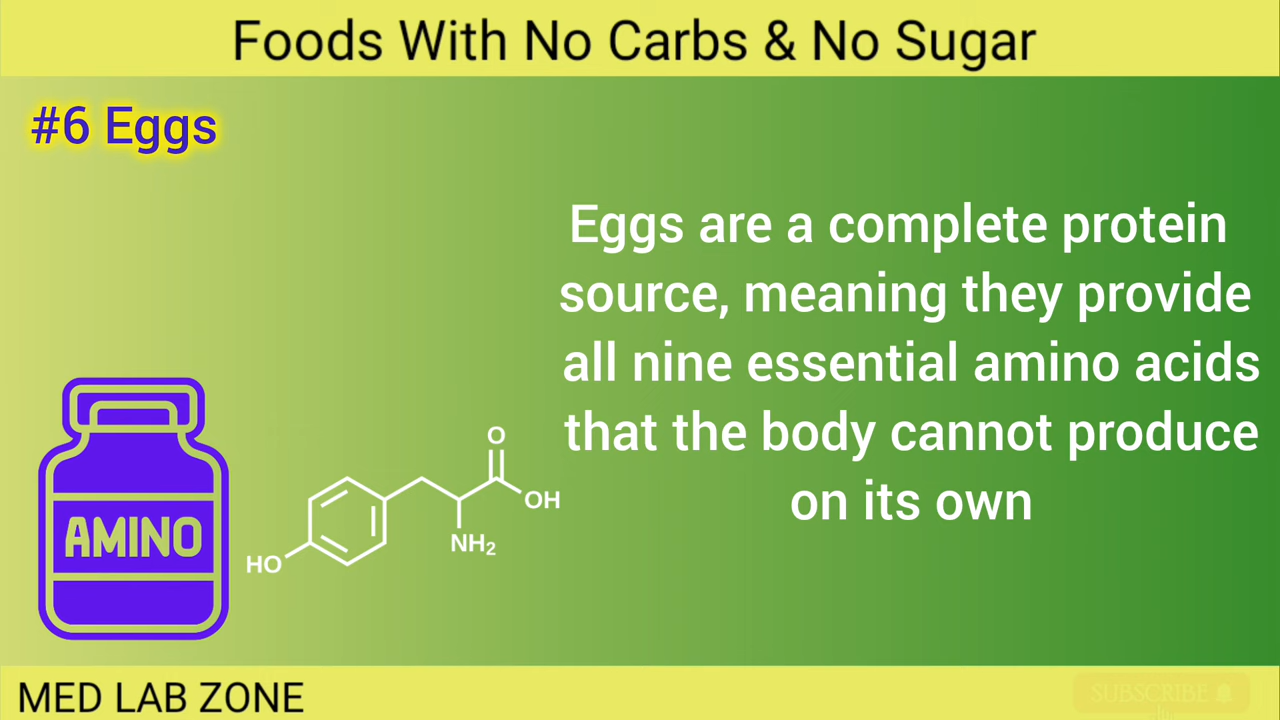 Foods With No Carbs & No Sugar
#6 Eggs
Eggs are a complete protein
source, meaning they provide
all nine essential amino acids
that the body cannot produce
on its own
AMINO
O
OH
NH₂
HO
MED LAB ZONE
SUBSCRIBE